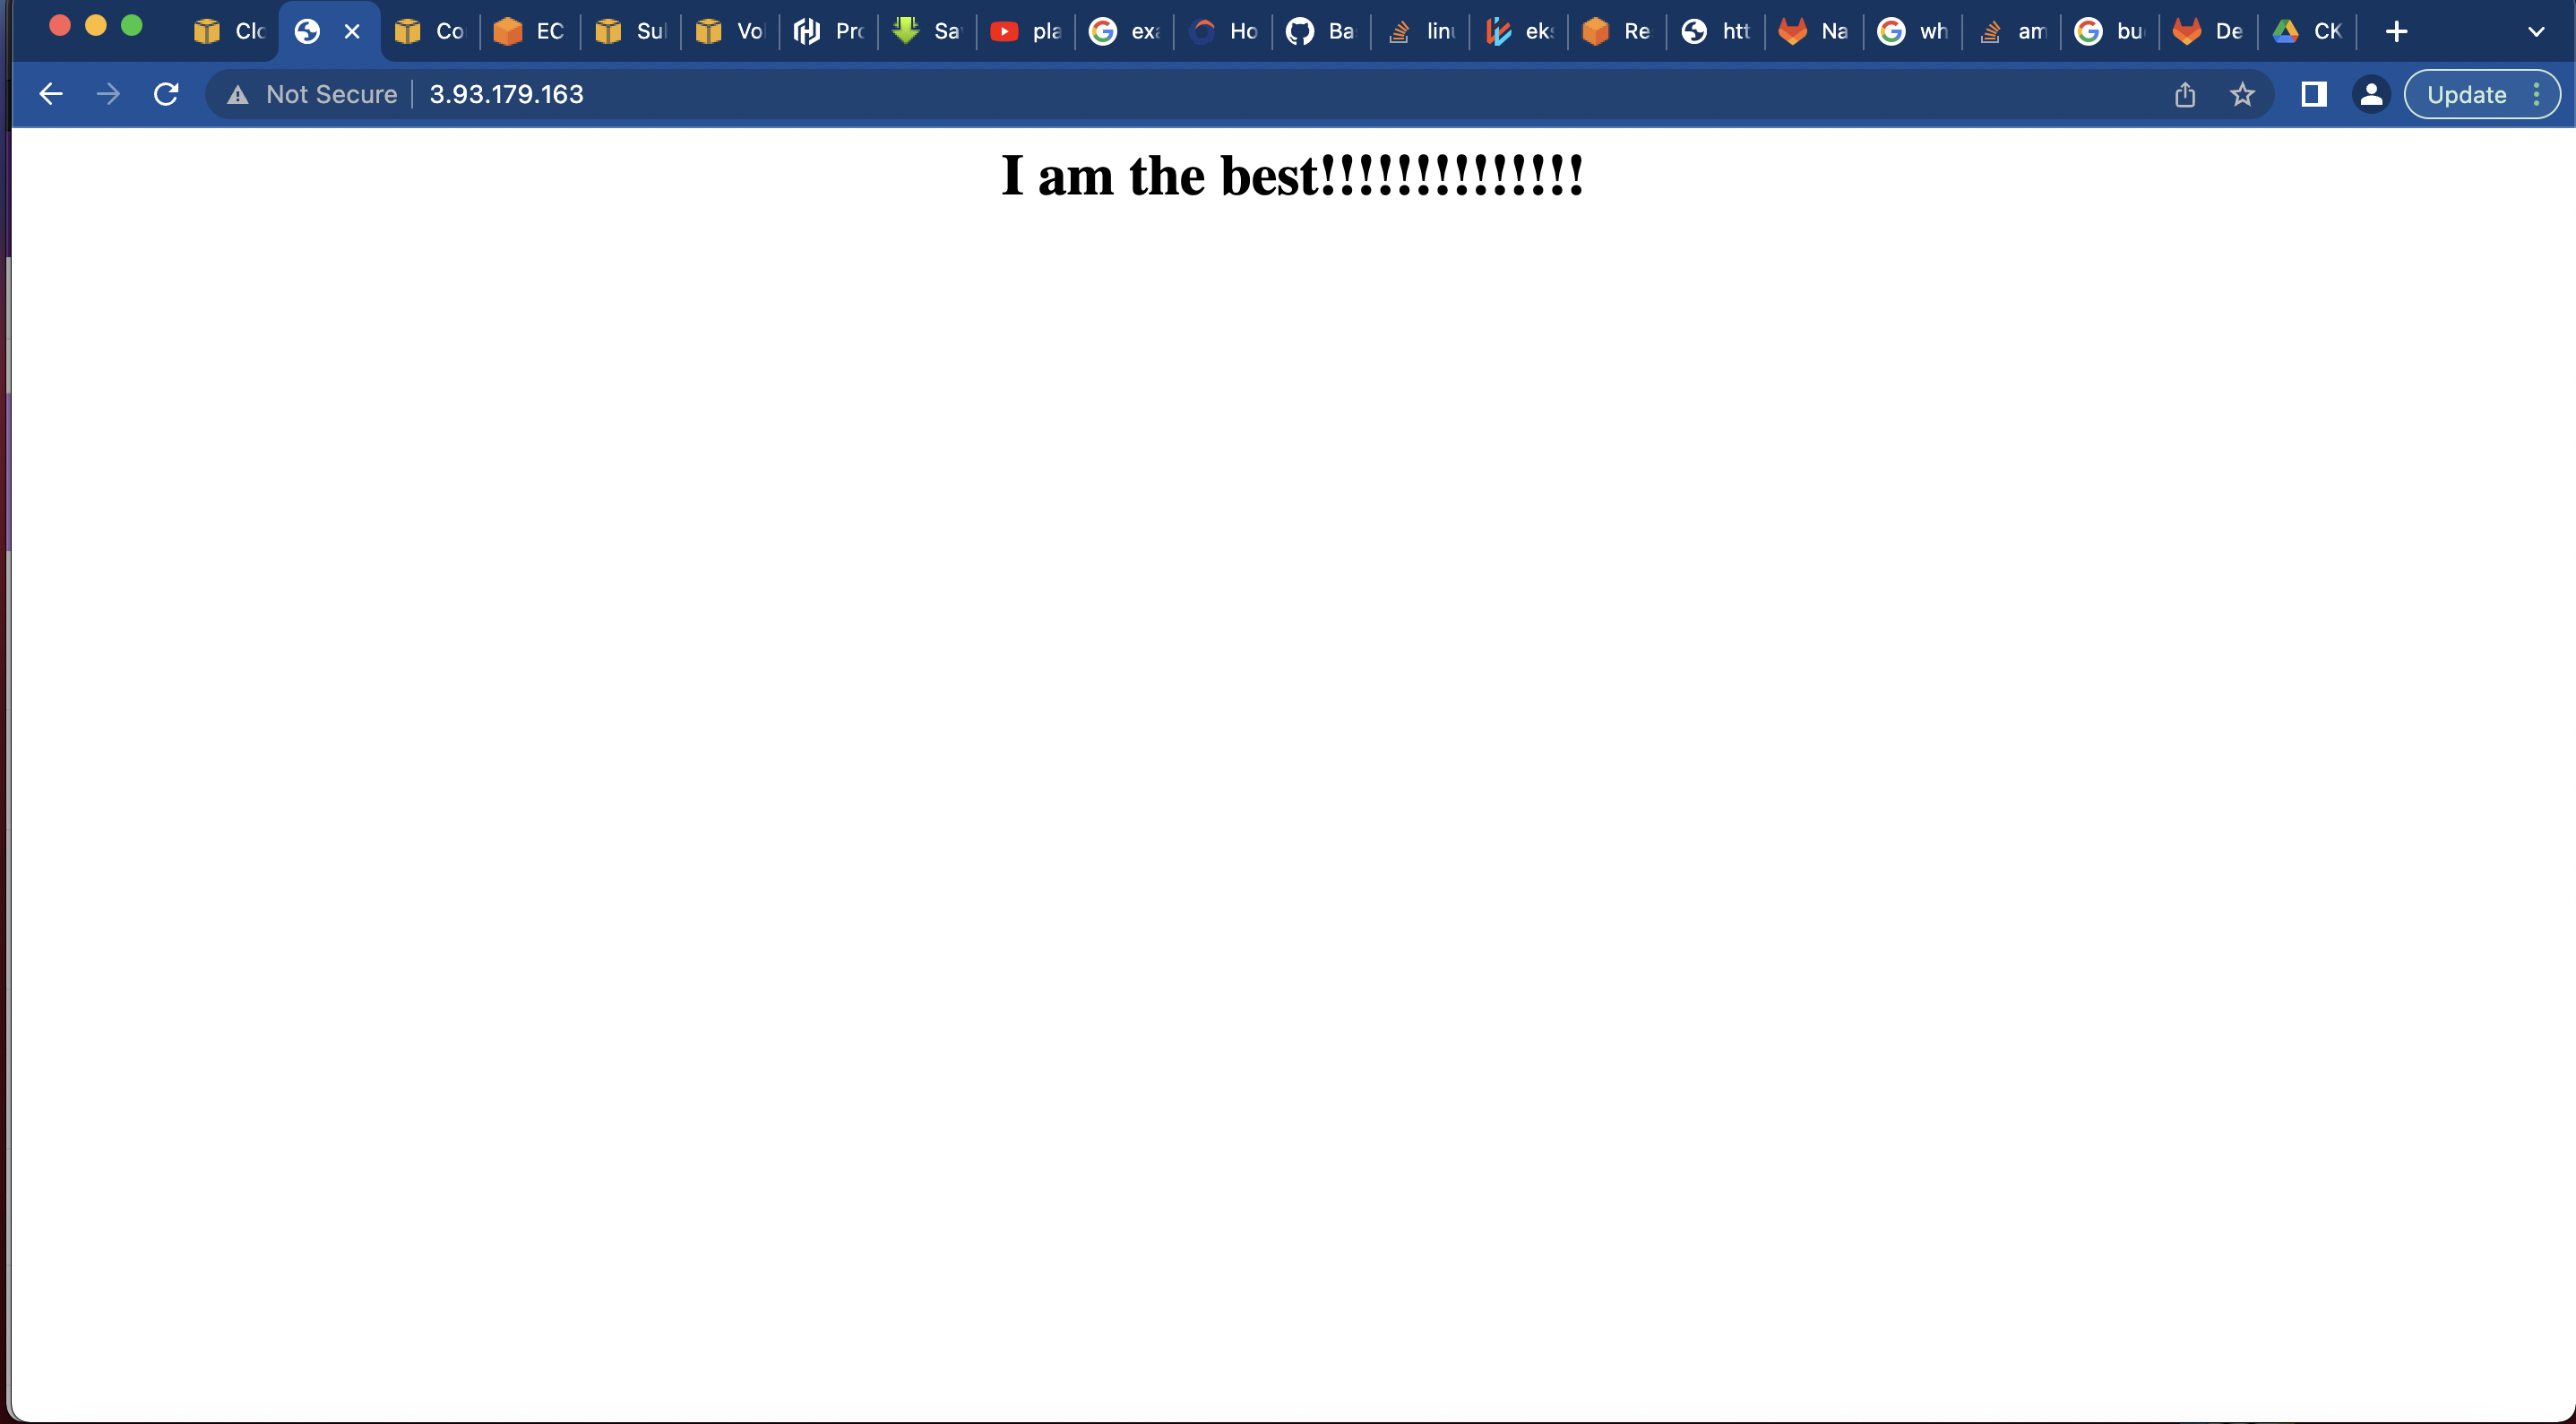 Clo Co EC Sul Vol Pro Sa pla exa Ho Ba linu eks Re htt Na wh am bu De CK
Not Secure 3.93.179.163 Update
I am the best!!!!!!!!!!!!!!